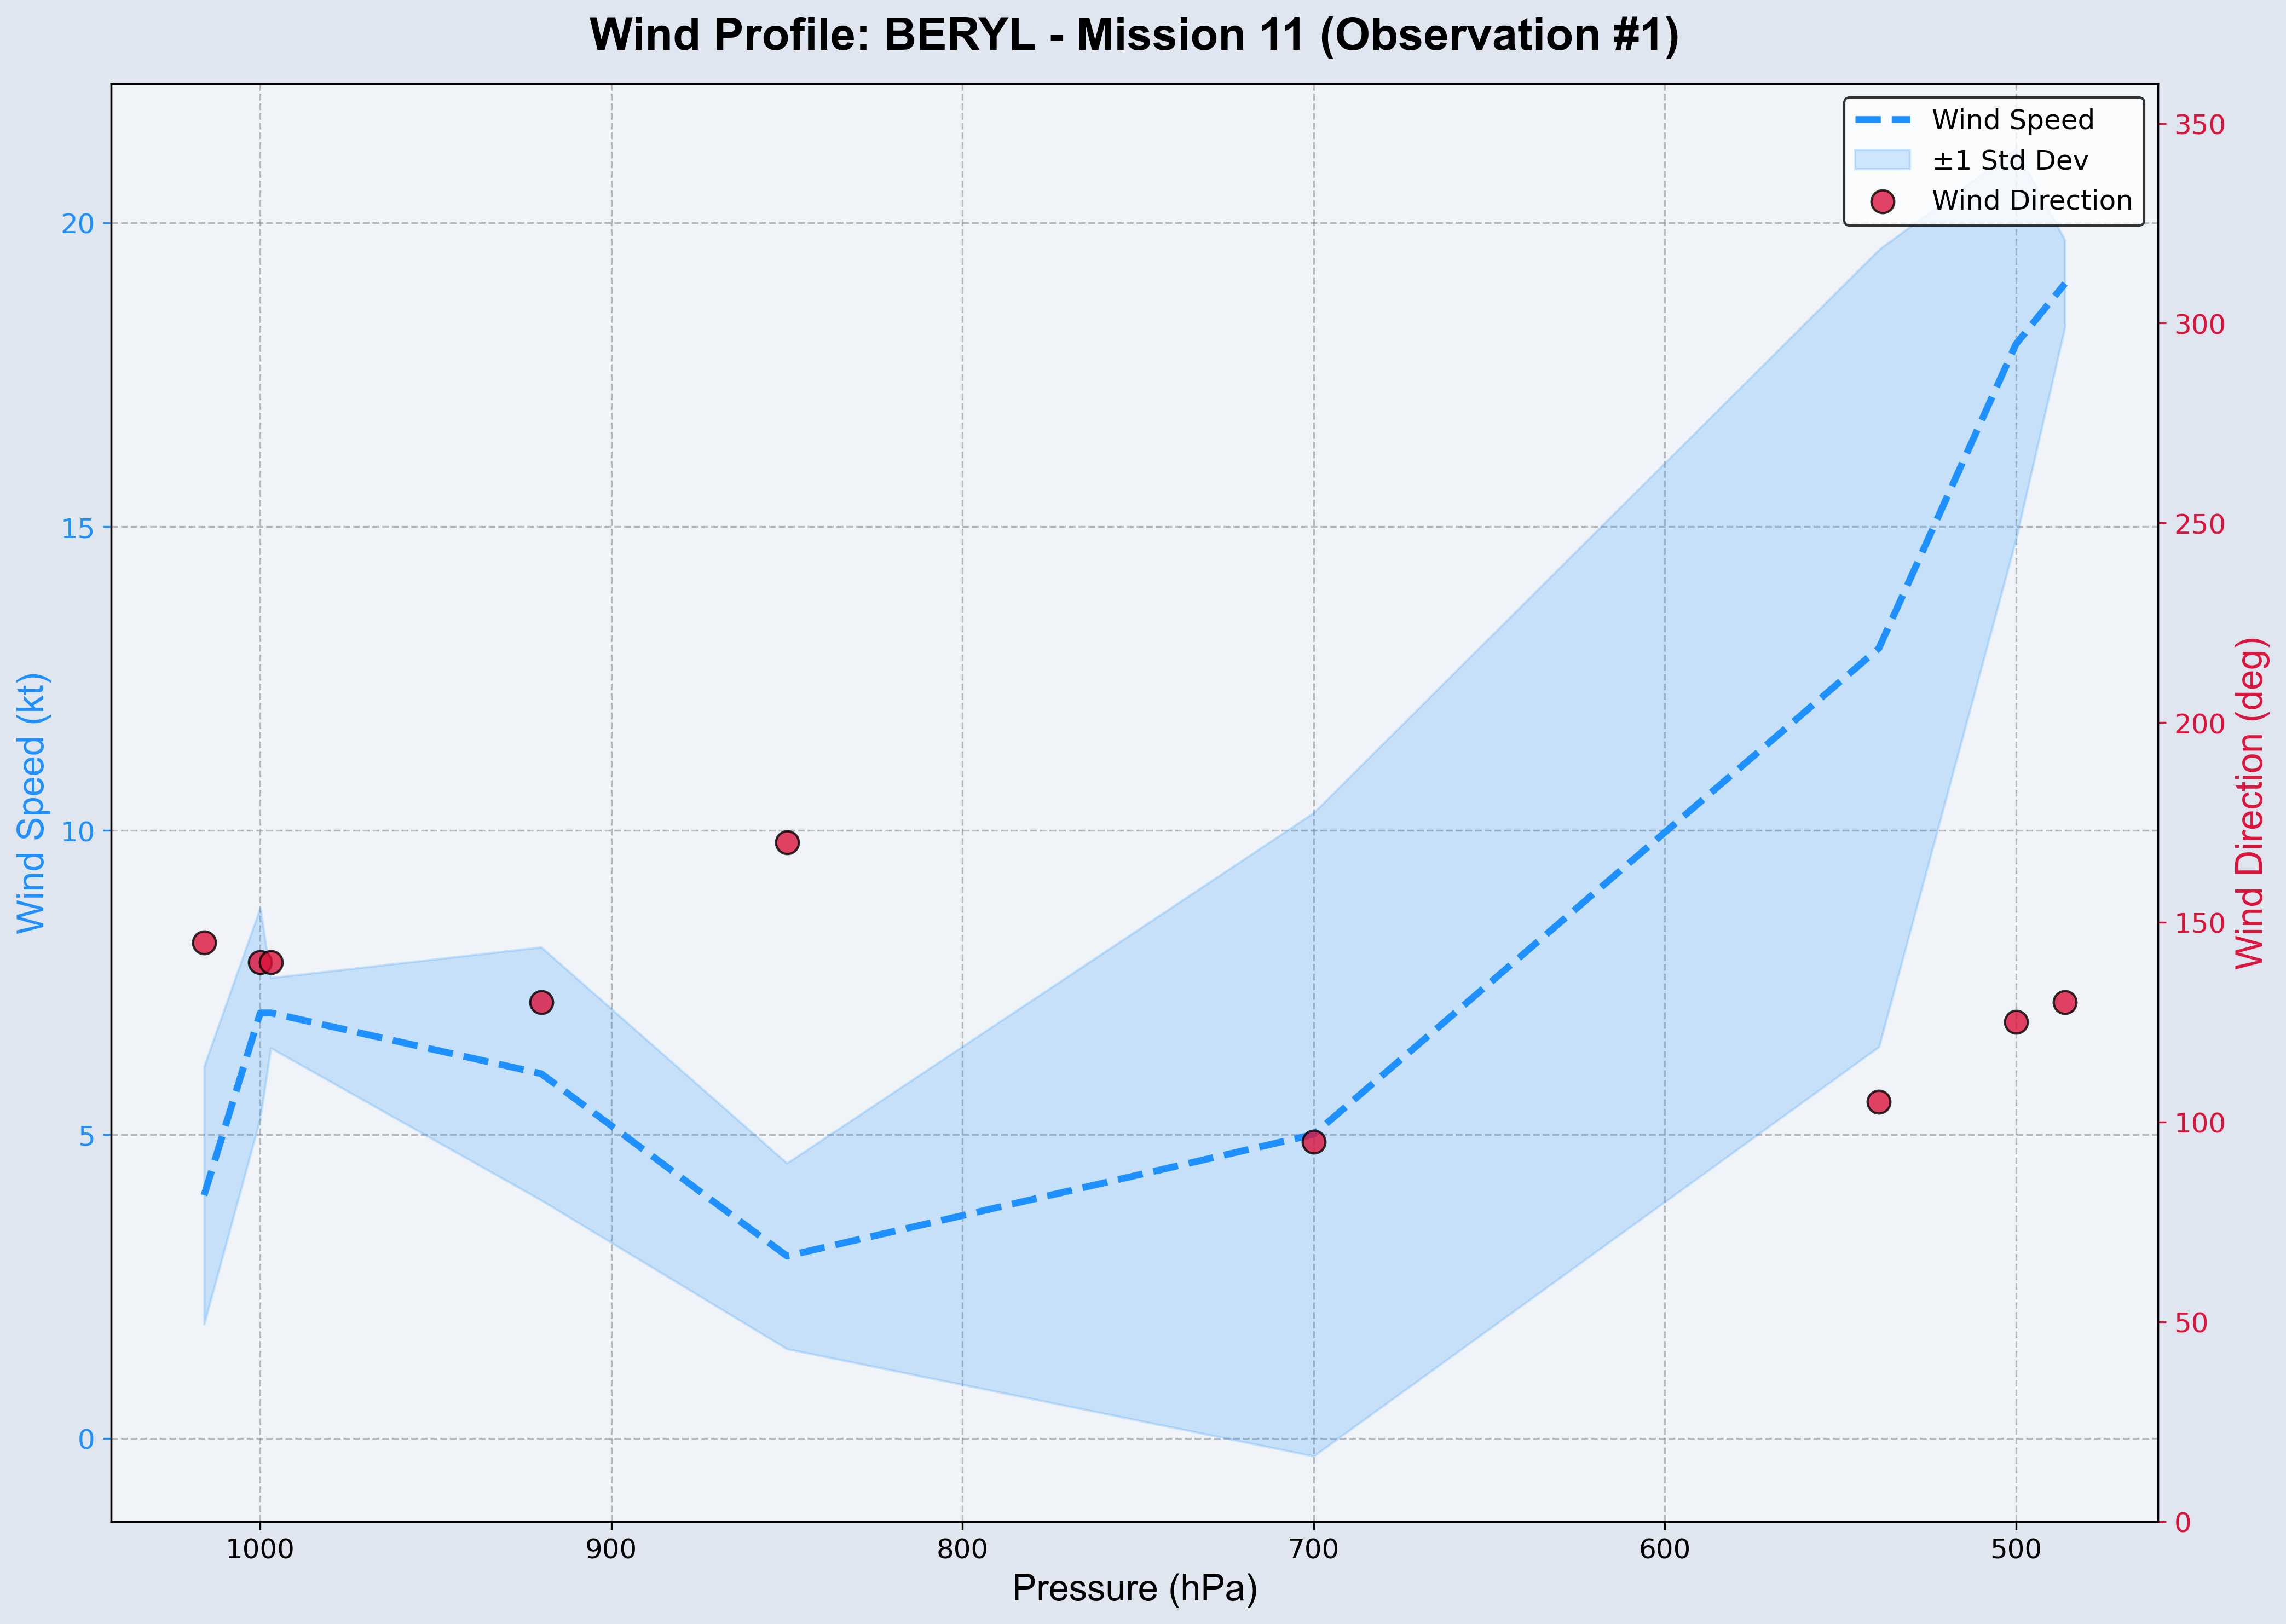 Wind Profile: BERYL - Mission 11 (Observation #1)
Wind Speed
±1 Std Dev
Wind Direction
Wind Speed (kt)
20
15
10
5
0
350
300
250
200
150
100
50
0
Wind Direction (deg)
1000 900 800 700 600 500
Pressure (hPa)